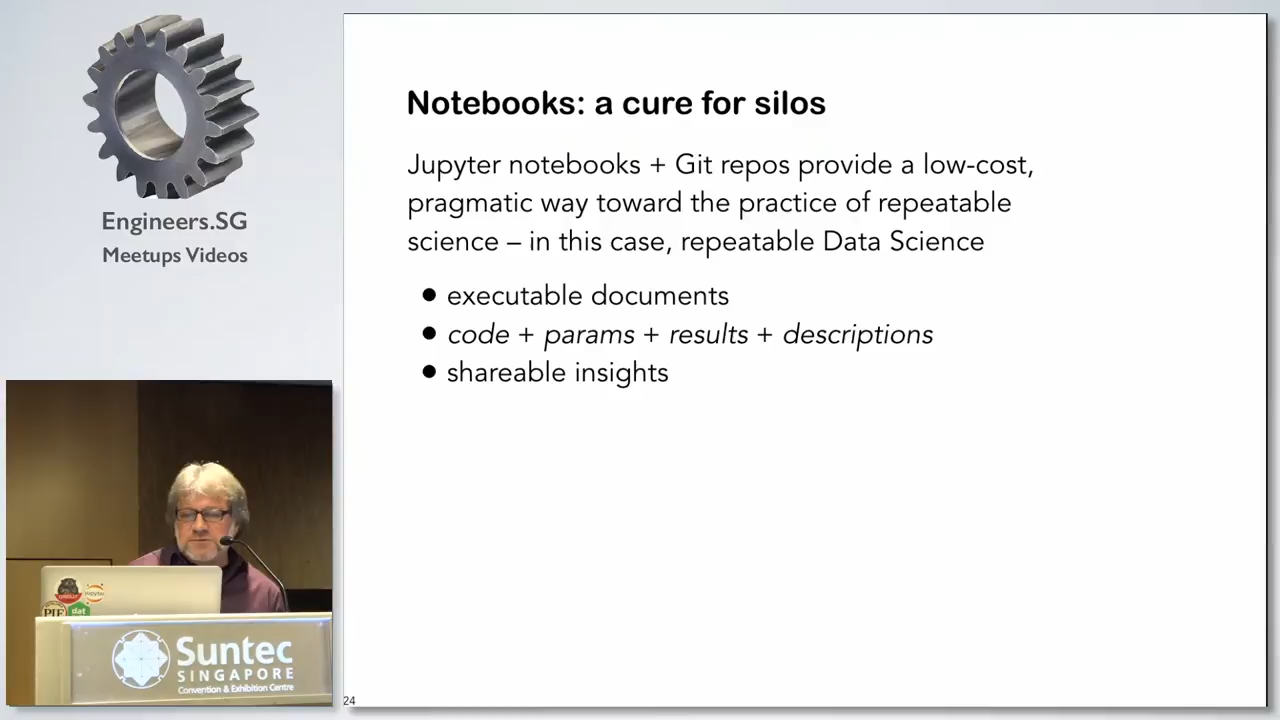 Engineers.SG
Meetups Videos
Notebooks: a cure for silos
Jupyter notebooks + Git repos provide a low-cost,
pragmatic way toward the practice of repeatable
science – in this case, repeatable Data Science
● executable documents
● code + params + results + descriptions
● shareable insights
Suntec
SINGAPORE
Convention & Exhibition Centre
24